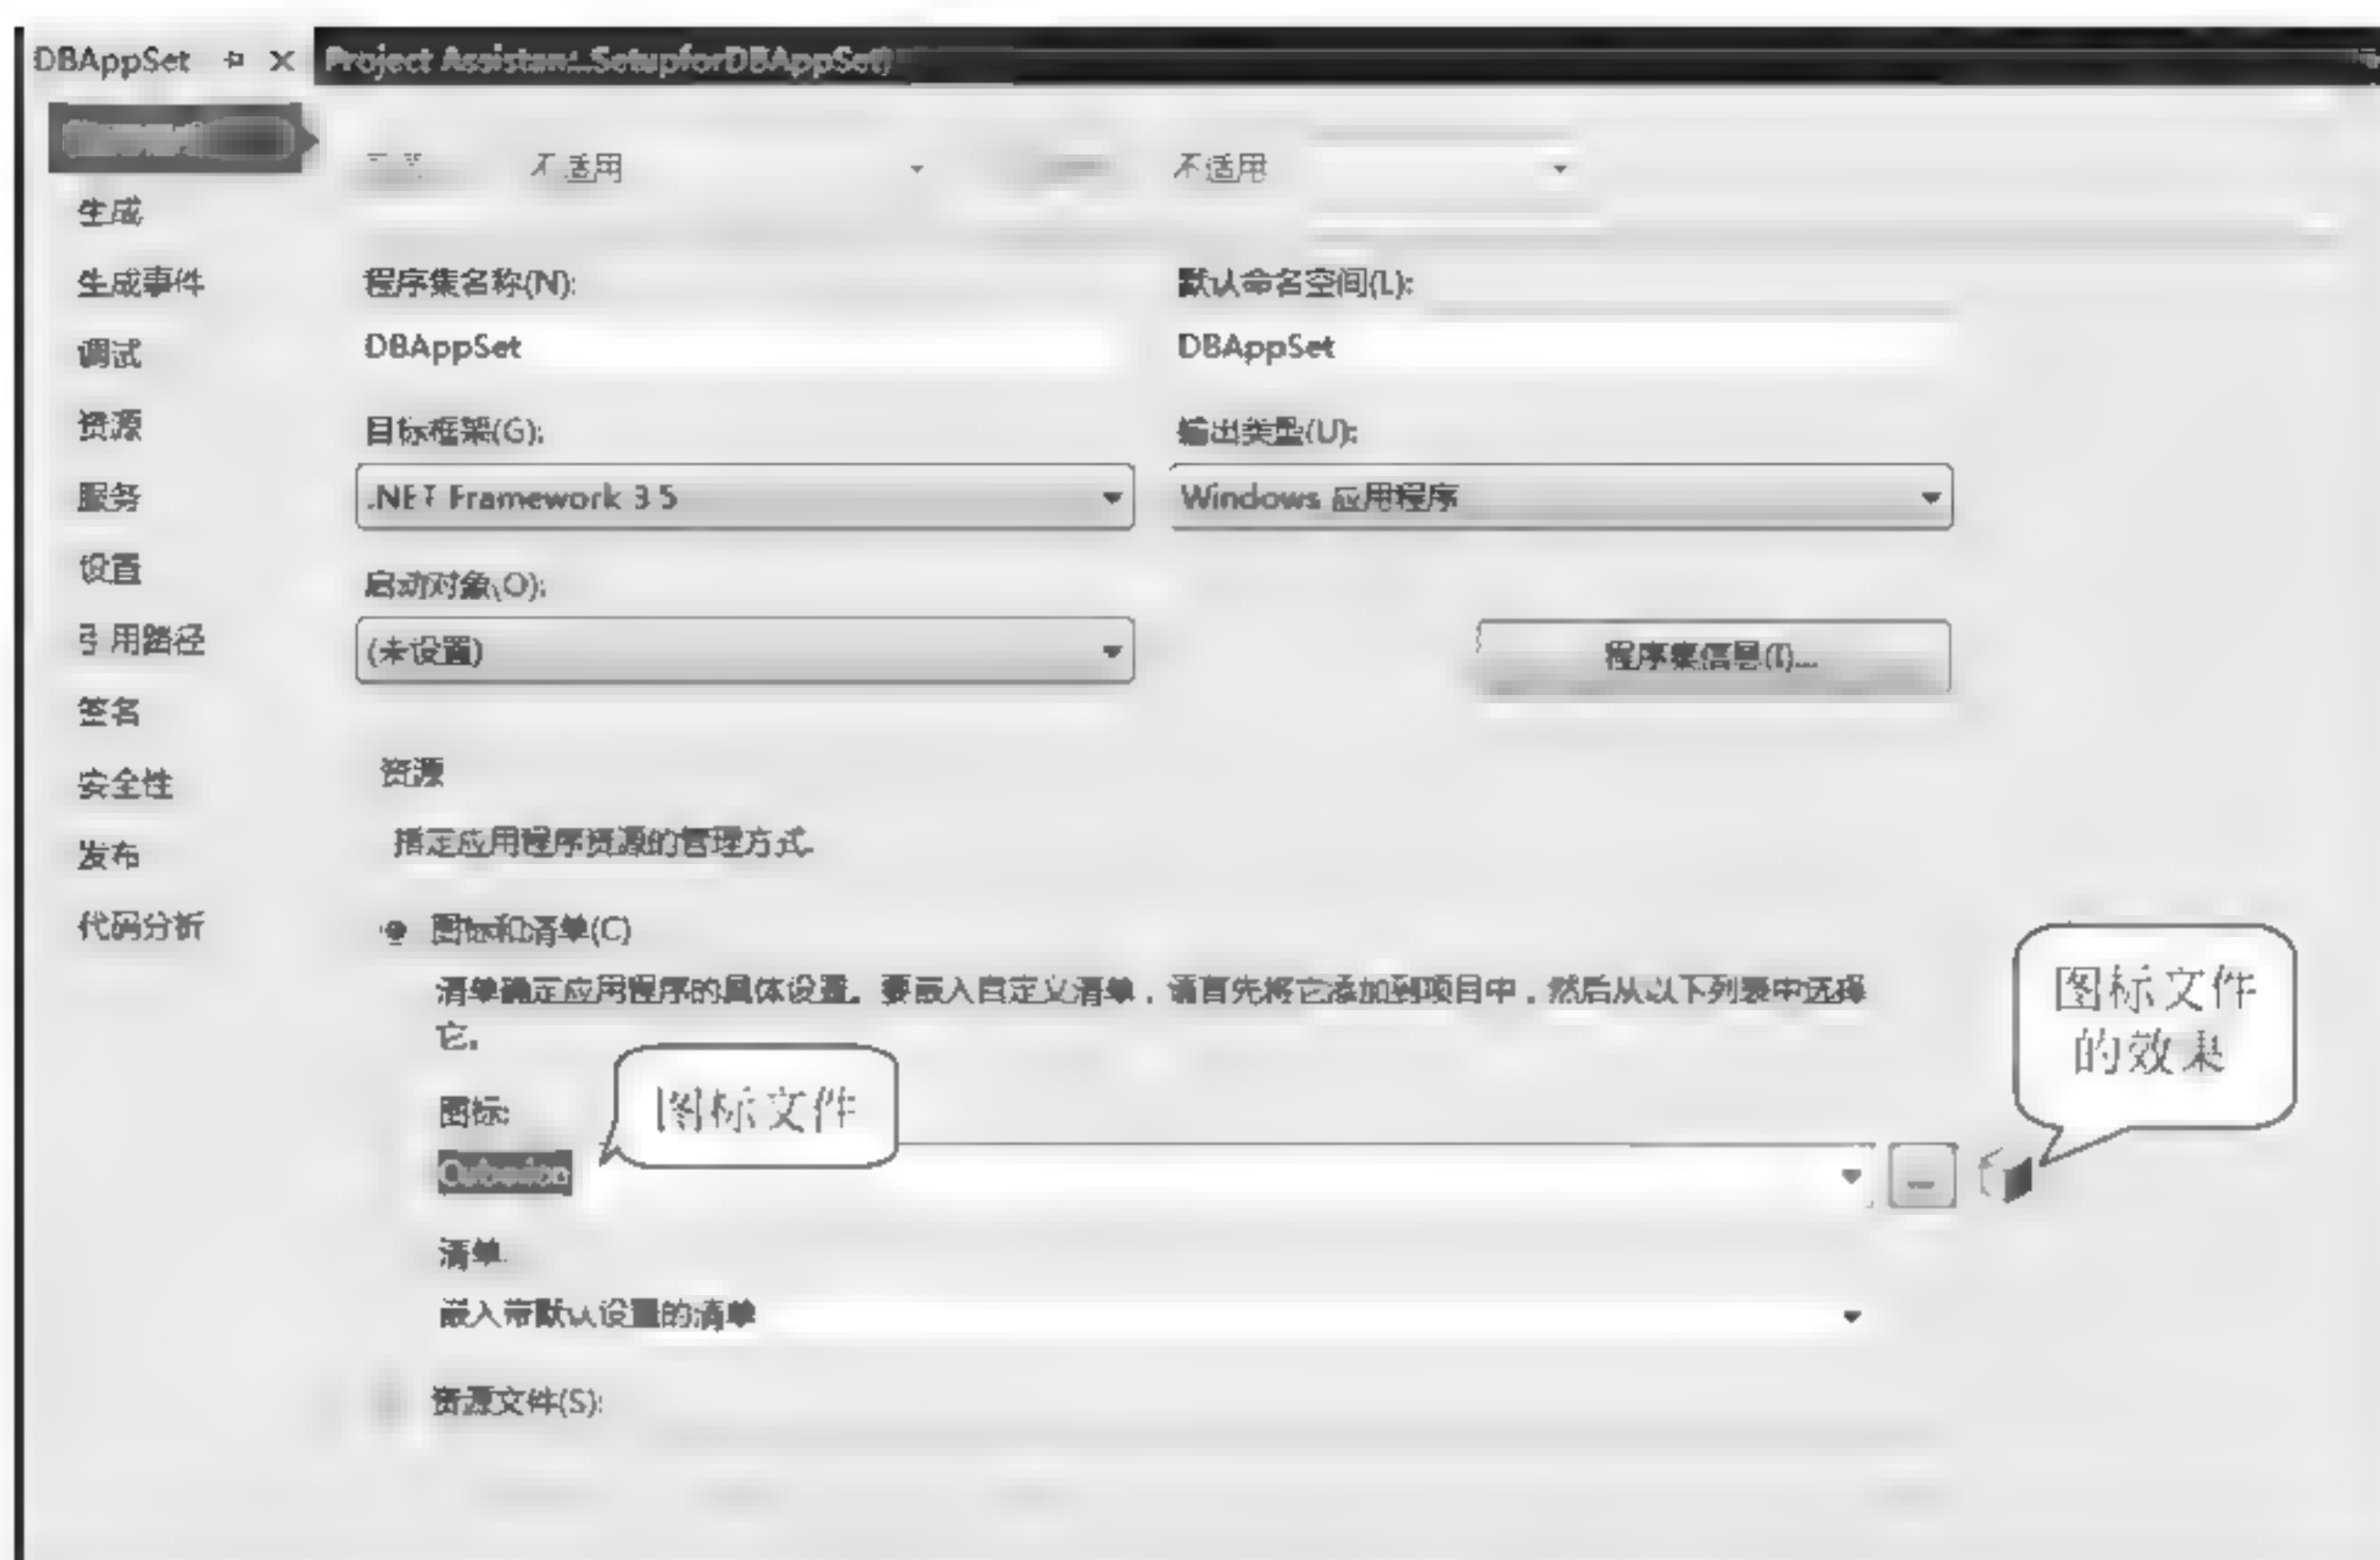 DBAppSet
Project Assistan... SetupforDBAppSet)
不适用
不适用
生成
生成事件
调试
资源
服务
设置
引用路径
签名
安全性
发布
代码分析
程序集名称(N):
默认命名空间(L):
DBAppSet
DBAppSet
目标框架(G):
输出类型(U):
.NET Framework 3.5
Windows 应用程序
启动对象(O):
(未设置)
程序集信息(I)...
资源
指定应用程序资源的管理方式.
图标和清单(C)
清单确定应用程序的具体设置。要嵌入自定义清单，请首先将它添加到项目中，然后从以下列表中选择
它。
图标:
图标文件
图标文件
的效果
清单:
嵌入带默认设置的清单
资源文件(S):